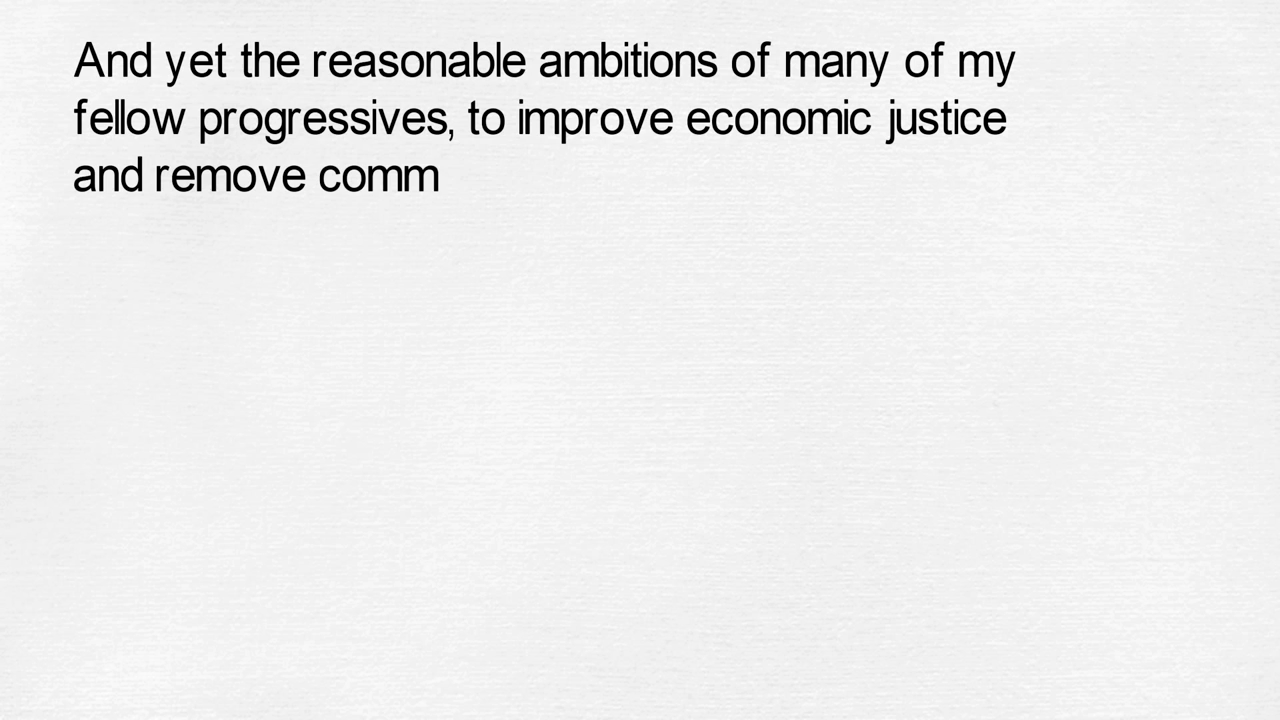 And yet the reasonable ambitions of many of my
fellow progressives, to improve economic justice
and remove comm